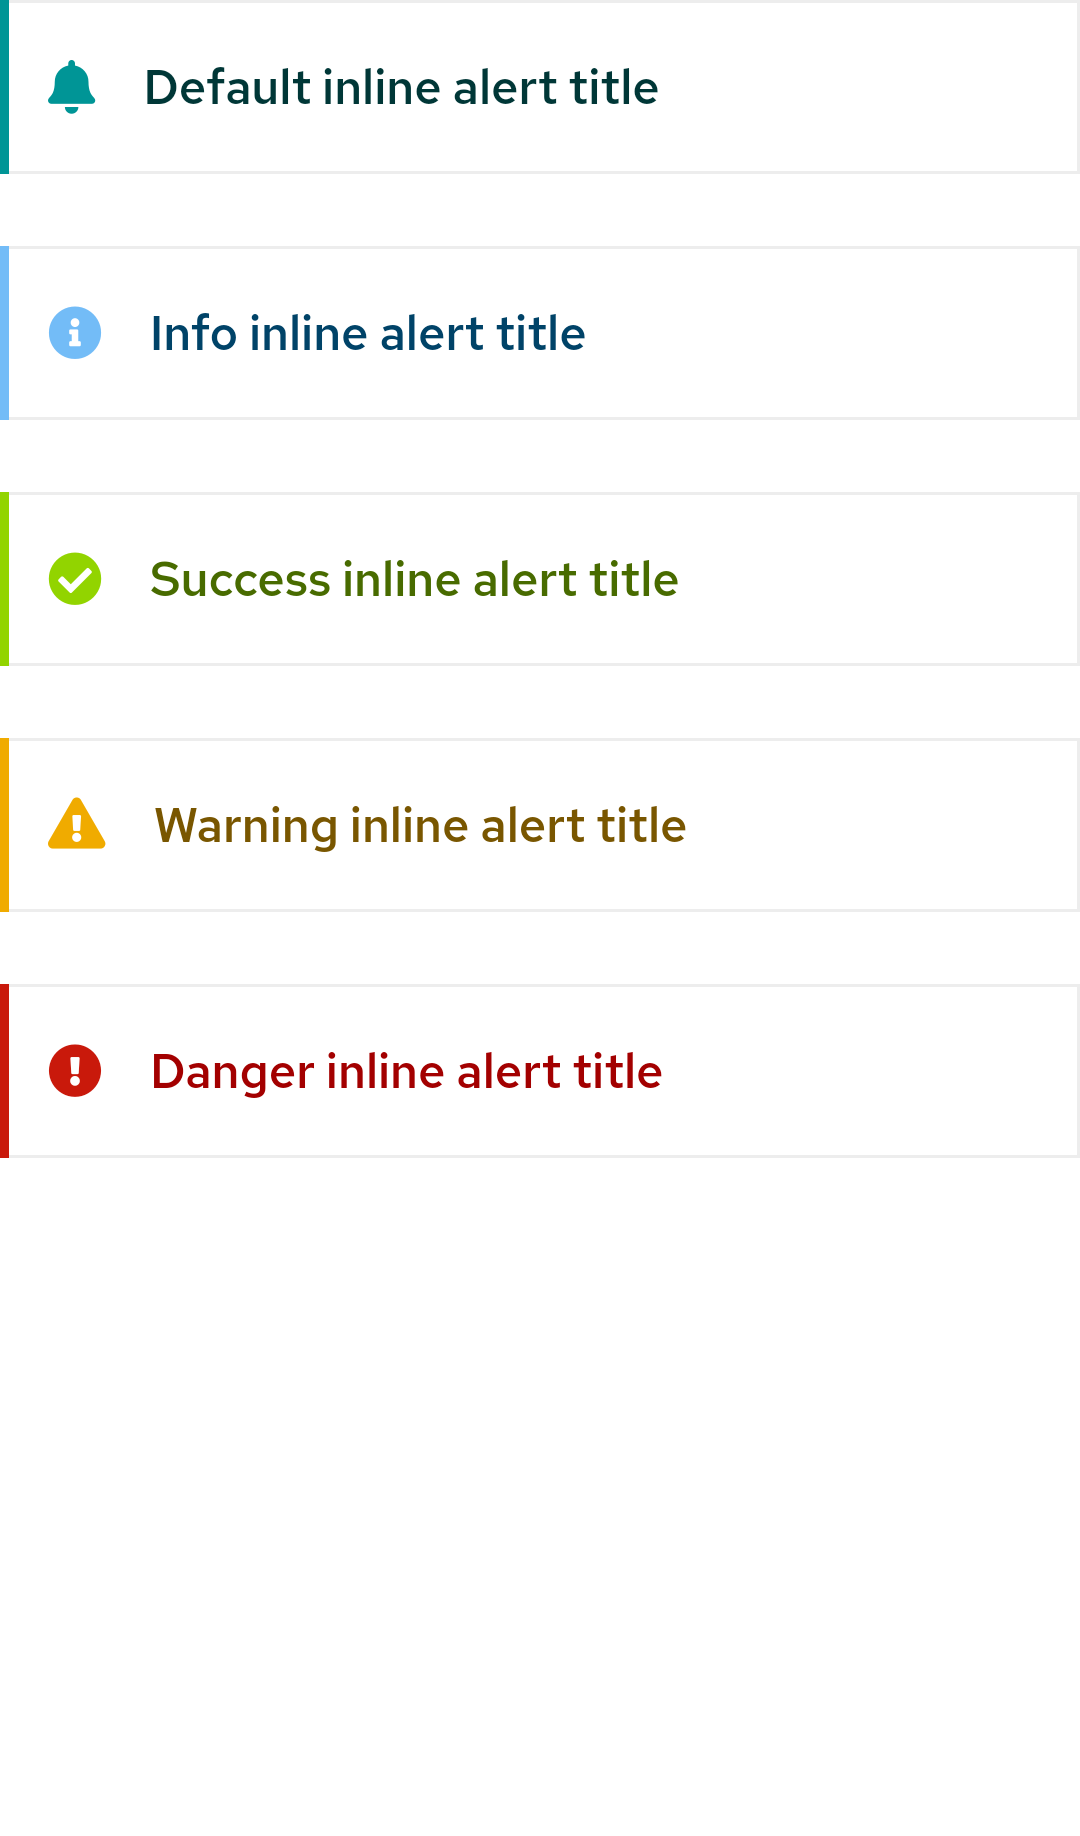 Default inline alert title
Info inline alert title
Success inline alert title
Warning inline alert title
Danger inline alert title